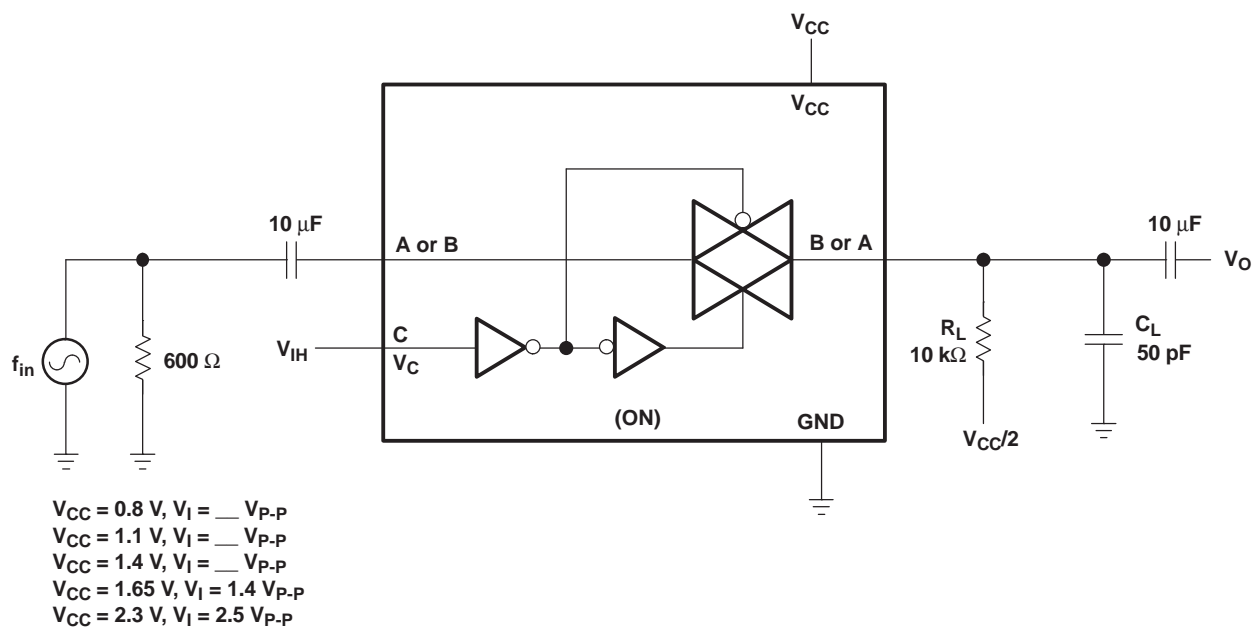 VCC
VCC
10 μF
A or B
B or A
10 μF
VO
fin
600 Ω
VIH
C
VC
RL
10 kΩ
CL
50 pF
(ON)
GND
VCC/2
VCC = 0.8 V, VI = __ VP-P
VCC = 1.1 V, VI = __ VP-P
VCC = 1.4 V, VI = __ VP-P
VCC = 1.65 V, VI = 1.4 VP-P
VCC = 2.3 V, VI = 2.5 VP-P